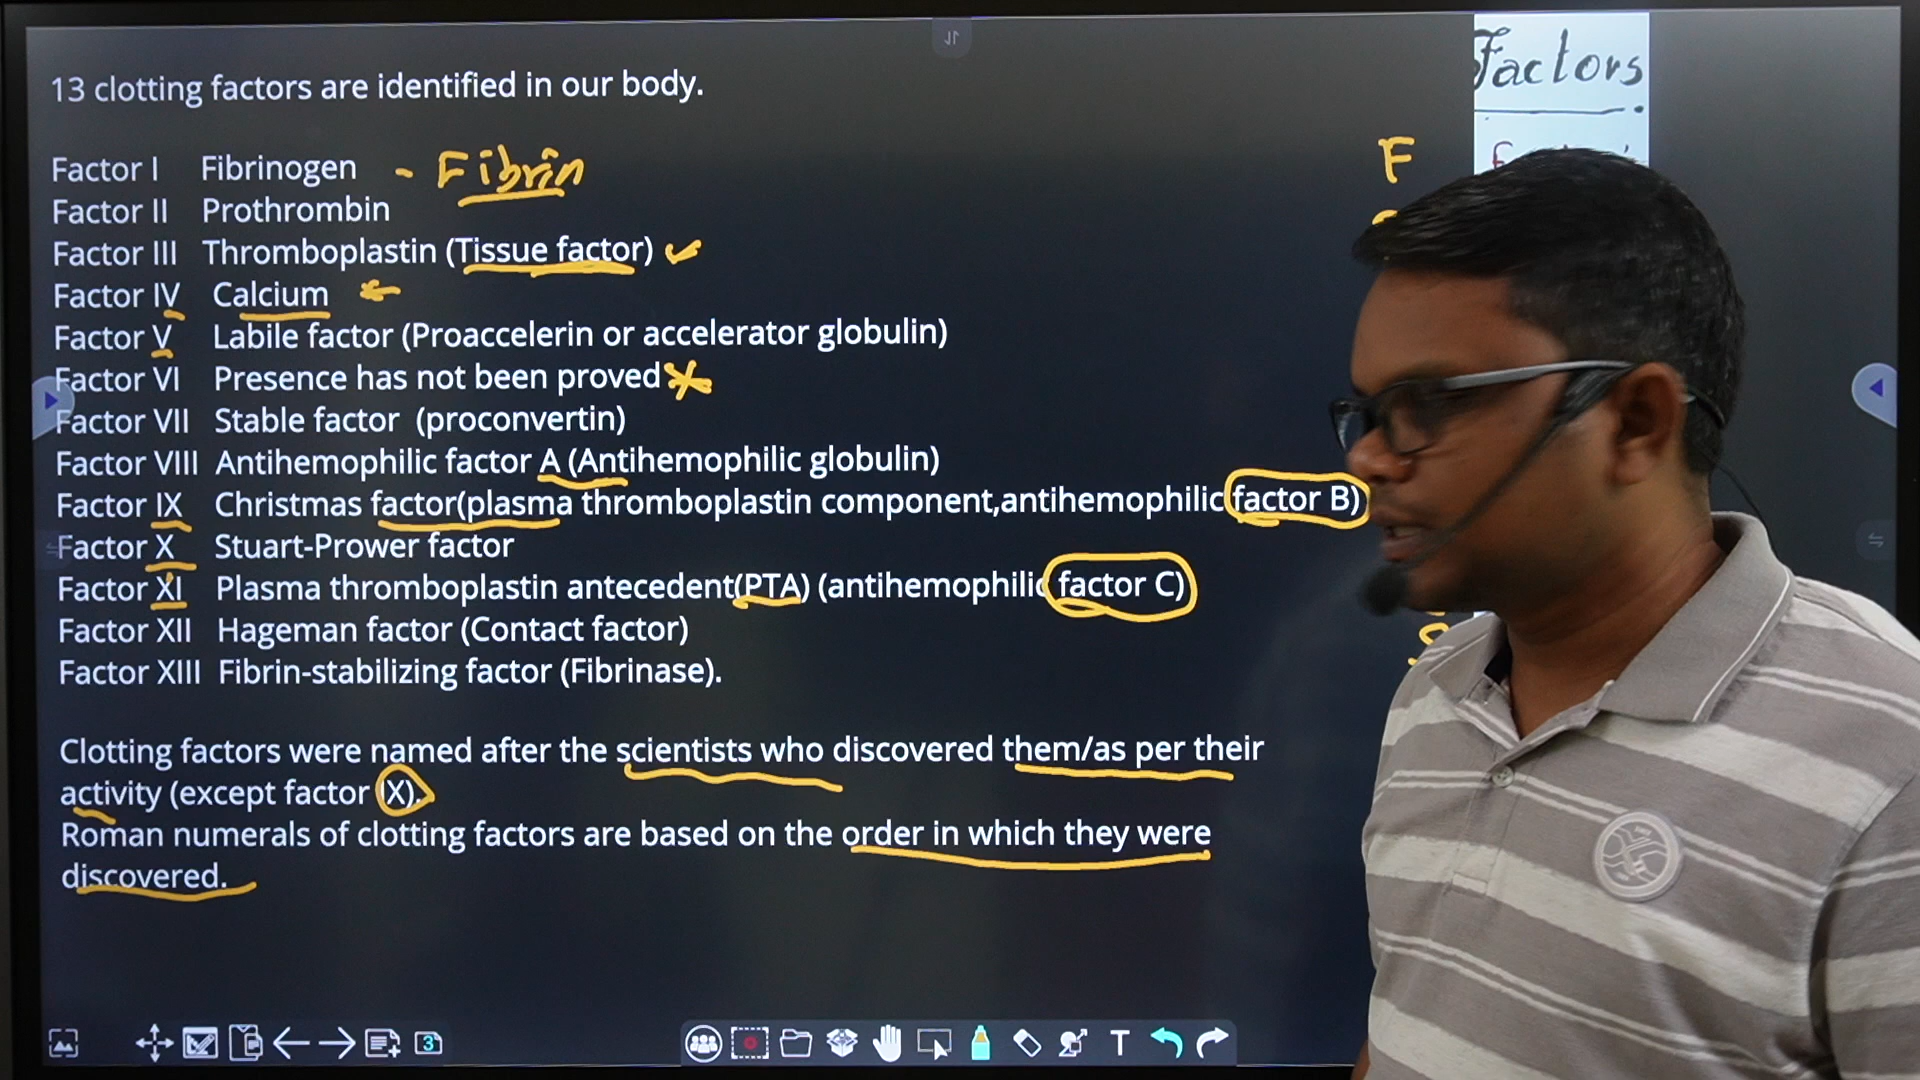 Factors
13 clotting factors are identified in our body.
Factor I Fibrinogen - Fibrin
F
Factor II Prothrombin
Factor III Thromboplastin (Tissue factor)
Factor IV Calcium
Factor V Labile factor (Proaccelerin or accelerator globulin)
Factor VI Presence has not been proved
Factor VII Stable factor (proconvertin)
Factor VIII Antihemophilic factor A (Antihemophilic globulin)
Factor IX Christmas factor(plasma thromboplastin component,antihemophilic factor B)
Factor X Stuart-Prower factor
Factor XI Plasma thromboplastin antecedent(PTA) (antihemophilic factor C)
Factor XII Hageman factor (Contact factor)
Factor XIII Fibrin-stabilizing factor (Fibrinase).
Clotting factors were named after the scientists who discovered them/as per their
activity (except factor IX).
Roman numerals of clotting factors are based on the order in which they were
discovered.
3
T